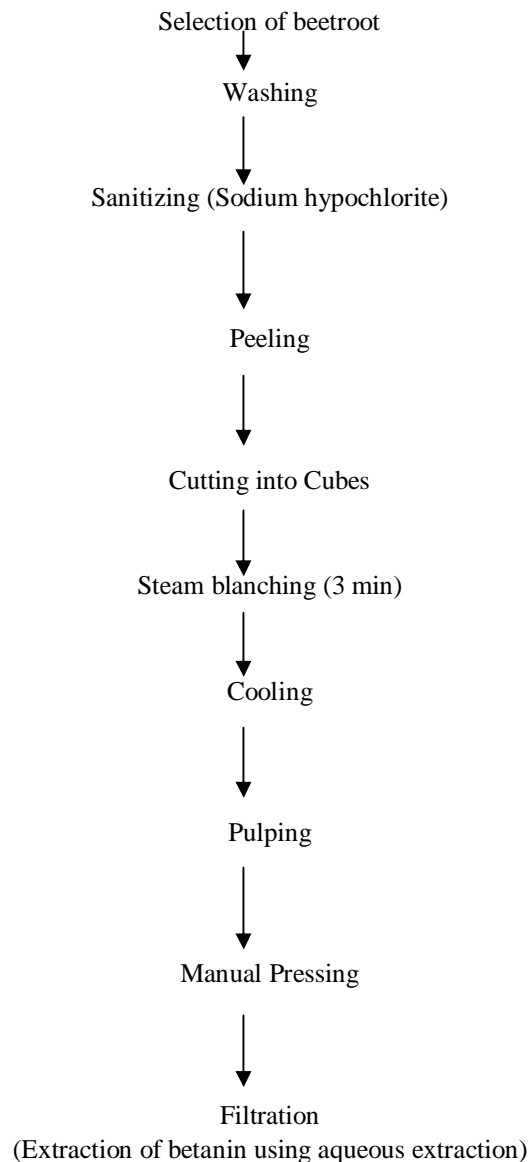 Selection of beetroot
Washing
Sanitizing (Sodium hypochlorite)
Peeling
Cutting into Cubes
Steam blanching (3 min)
Cooling
Pulping
Manual Pressing
Filtration
(Extraction of betanin using aqueous extraction)